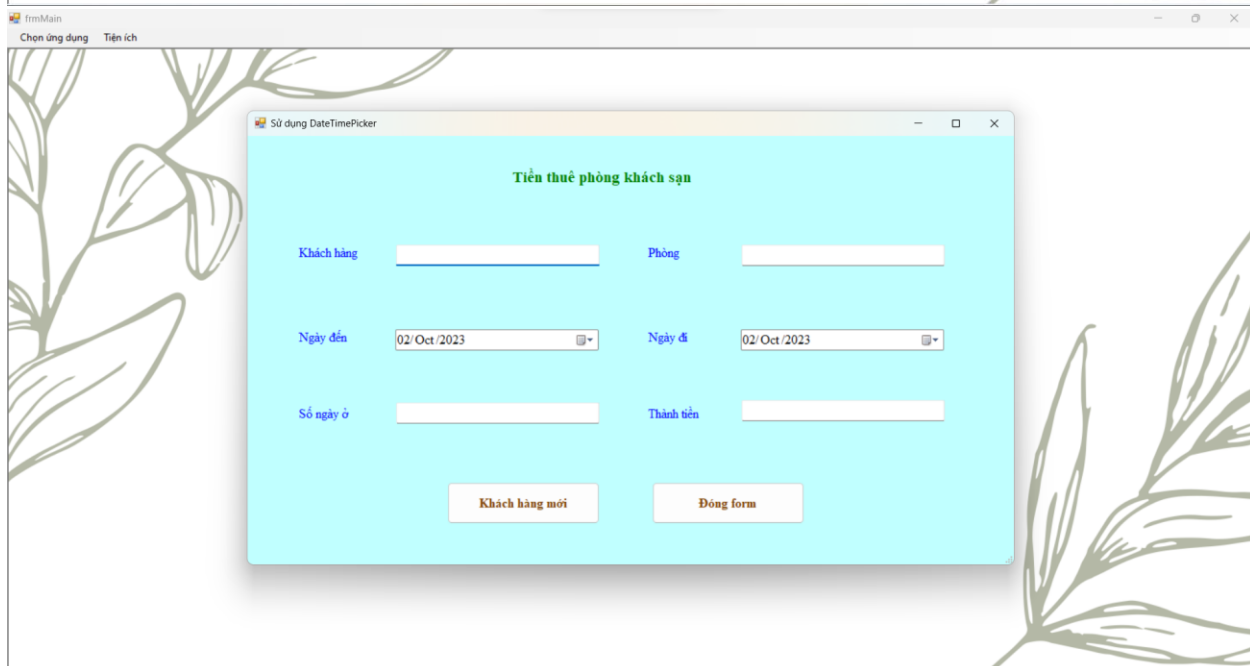 frmMain
Chọn ứng dụng Tiện ích
Sử dụng DateTimePicker
Tiền thuê phòng khách sạn
Khách hàng Phòng
Ngày đến 02/Oct/2023 Ngày đi 02/Oct/2023
Số ngày ở Thành tiền
Khách hàng mới Đóng form